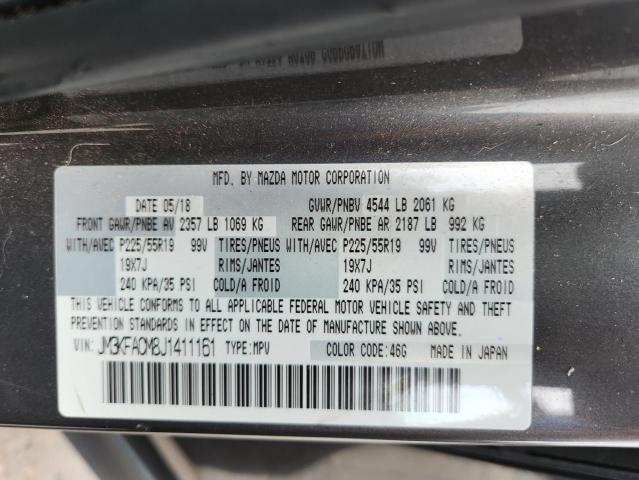 MFD. BY MAZDA MOTOR CORPORATION
DATE 05/18 GVWR/PNBV 4544 LB 2061 KG
FRONT GAWR/PNBE AV 2357 LB 1069 KG REAR GAWR/PNBE AR 2187 LB 992 KG
WITH/AVEC P225/55R19 99V TIRES/PNEUS WITH/AVEC P225/55R19 99V TIRES/PNEUS
19X7J RIMS/JANTES 19X7J RIMS/JANTES
240 KPA/35 PSI COLD/A FROID 240 KPA/35 PSI COLD/A FROID
THIS VEHICLE CONFORMS TO ALL APPLICABLE FEDERAL MOTOR VEHICLE SAFETY AND THEFT
PREVENTION STANDARDS IN EFFECT ON THE DATE OF MANUFACTURE SHOWN ABOVE.
VIN: JM3KFACM8J1411161 TYPE:MPV COLOR CODE:46G MADE IN JAPAN